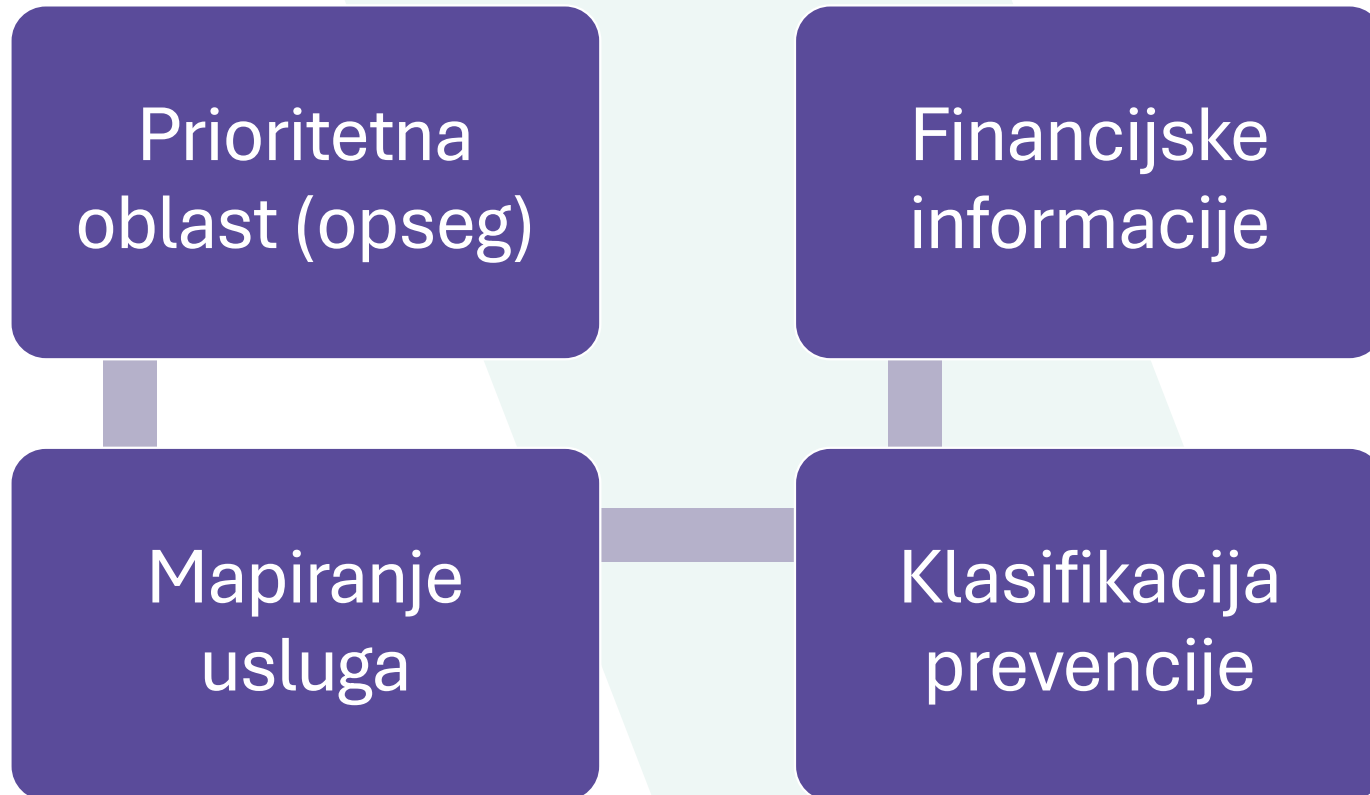 Prioritetna
oblast (opseg)
Mapiranje
usluga
Klasifikacija
prevencije
Financijske
informacije